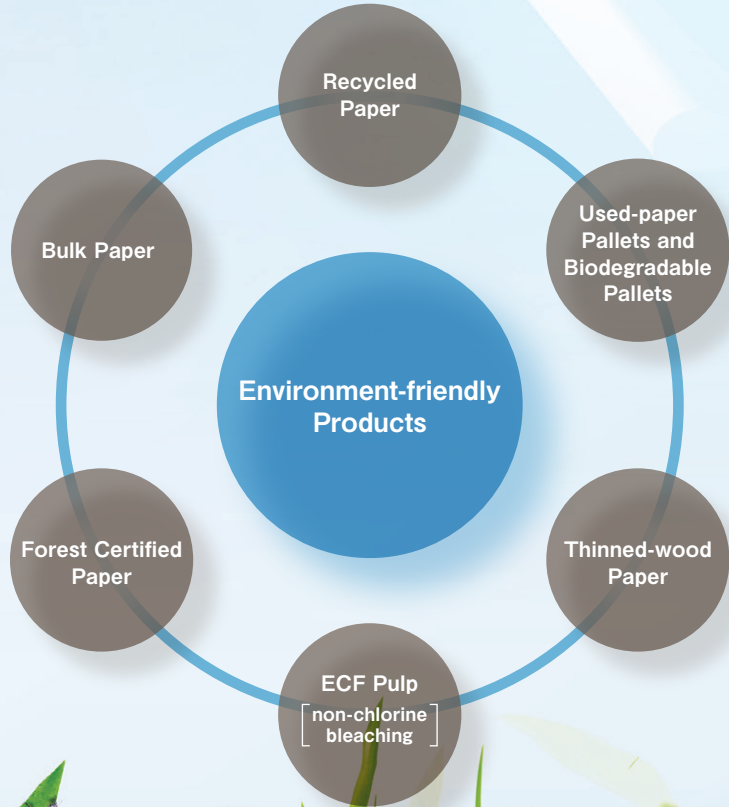 Recycled
Paper
Used-paper
Pallets and
Biodegradable
Pallets
Bulk Paper
Environment-friendly
Products
Forest Certified
Paper
Thinned-wood
Paper
ECF Pulp
[non-chlorine
bleaching]